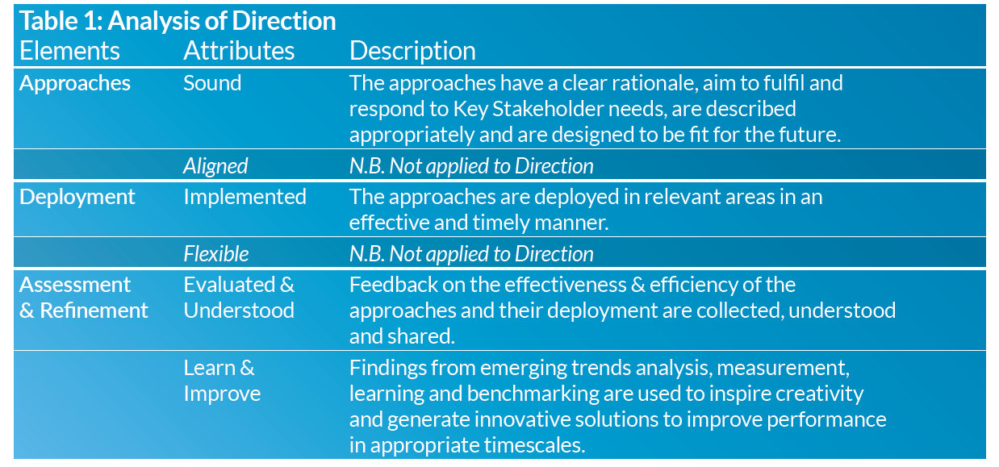 Table 1: Analysis of Direction
Elements Attributes Description
Approaches Sound The approaches have a clear rationale, aim to fulfil and
respond to Key Stakeholder needs, are described
appropriately and are designed to be fit for the future.
Aligned N.B. Not applied to Direction
Deployment Implemented The approaches are deployed in relevant areas in an
effective and timely manner.
Flexible N.B. Not applied to Direction
Assessment Evaluated & Feedback on the effectiveness & efficiency of the
& Refinement Understood approaches and their deployment are collected, understood
and shared.
Learn & Findings from emerging trends analysis, measurement,
Improve learning and benchmarking are used to inspire creativity
and generate innovative solutions to improve performance
in appropriate timescales.